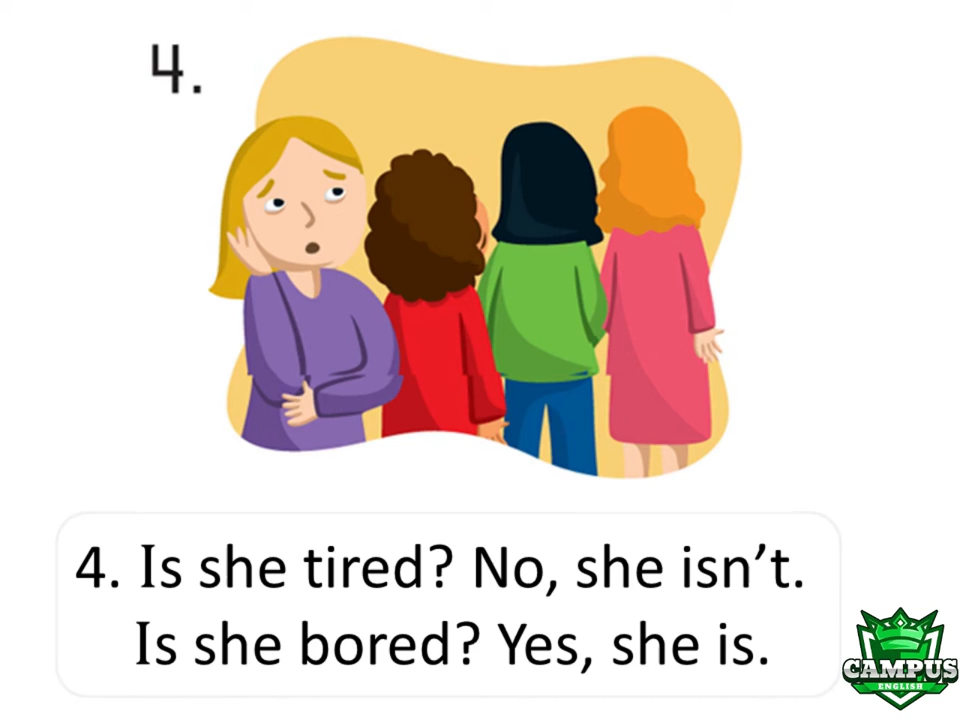 4.
4. Is she tired? No, she isn’t.
Is she bored? Yes, she is.
CAMPUS
ENGLISH